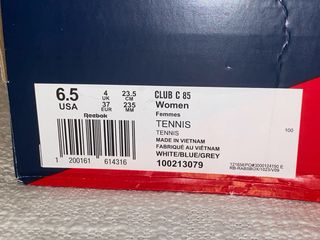 6.5
USA
4
UK
37
EUR
23.5
CM
235
MM
Reebok
1 200161 614316
CLUB C 85
Women
Femmes
TENNIS
TENNIS
MADE IN VIETNAM
FABRIQUÉ AU VIÊTNAM
WHITE/BLUE/GREY
100213079
100